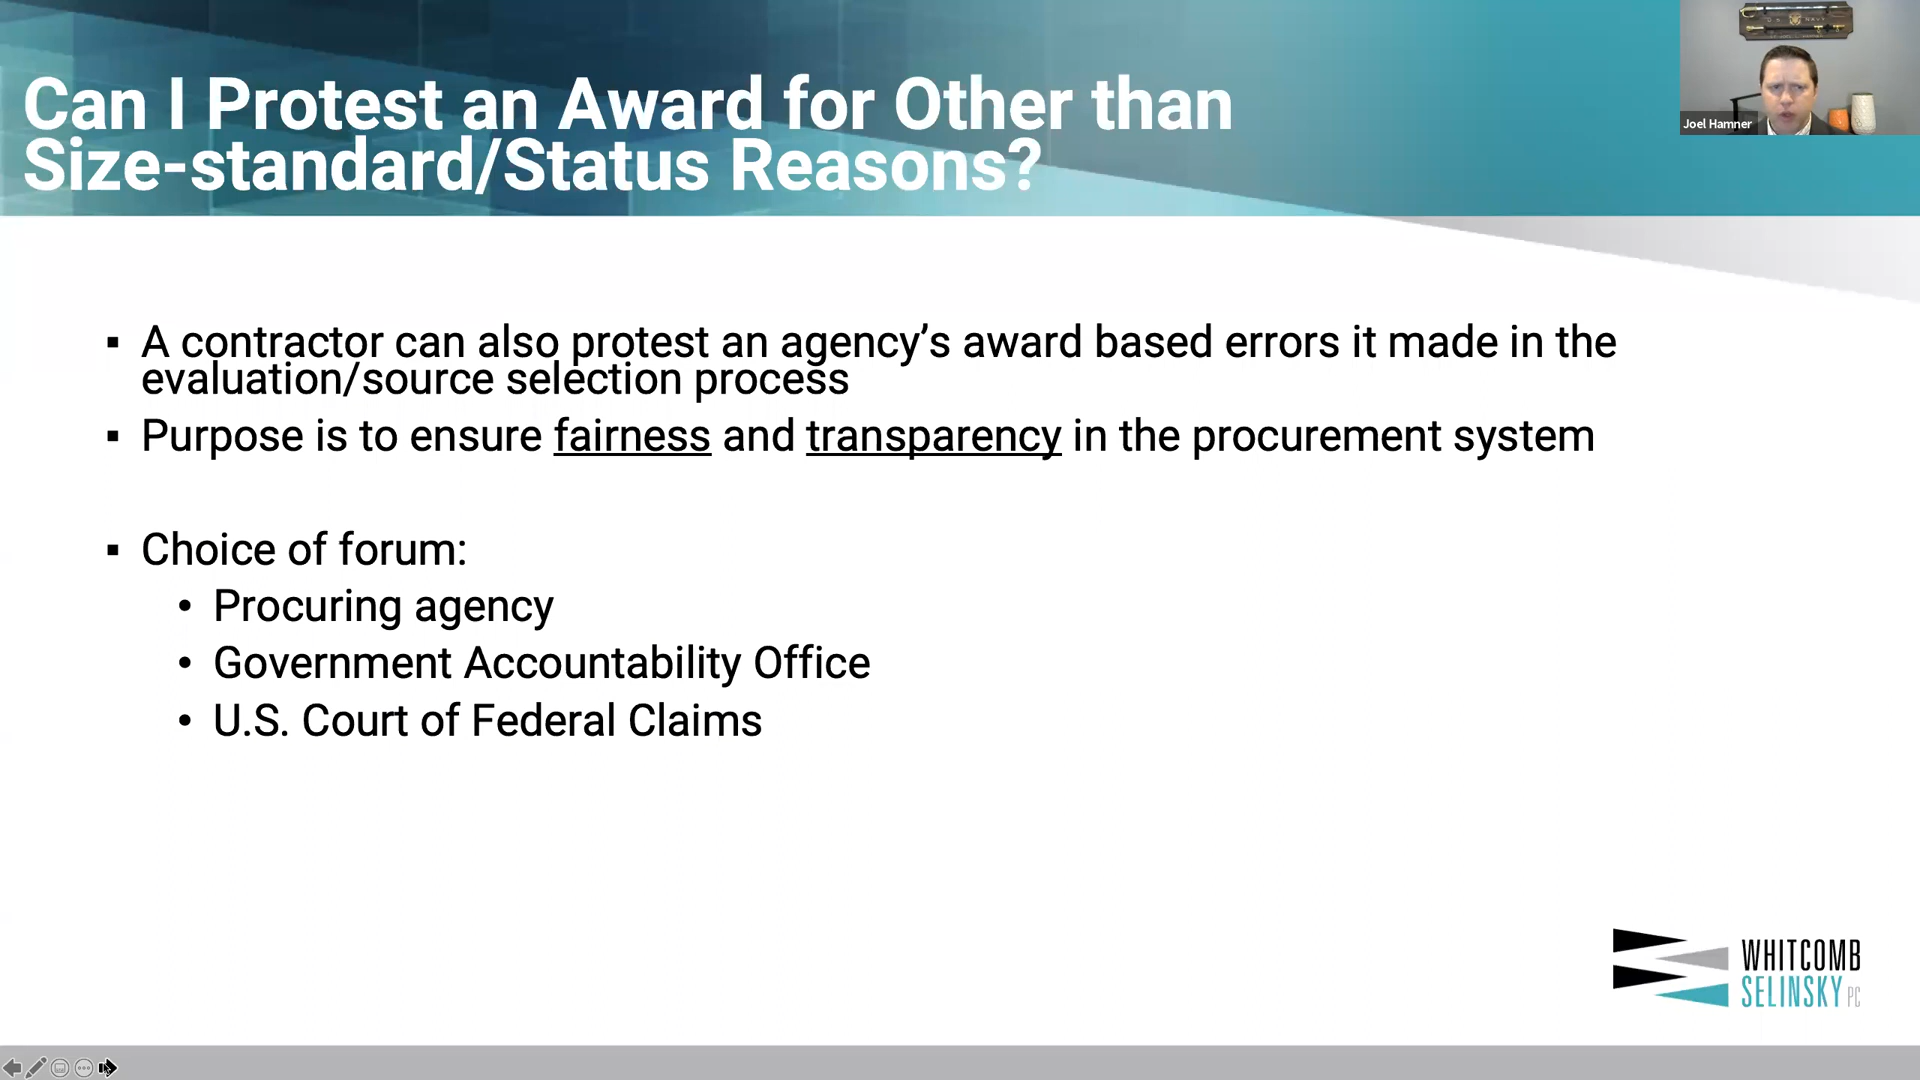 Can I Protest an Award for Other than
Size-standard/Status Reasons?
Joel Hamner
▪ A contractor can also protest an agency’s award based errors it made in the
evaluation/source selection process
▪ Purpose is to ensure fairness and transparency in the procurement system
▪ Choice of forum:
• Procuring agency
• Government Accountability Office
• U.S. Court of Federal Claims
WHITCOMB
SELINSKY PC